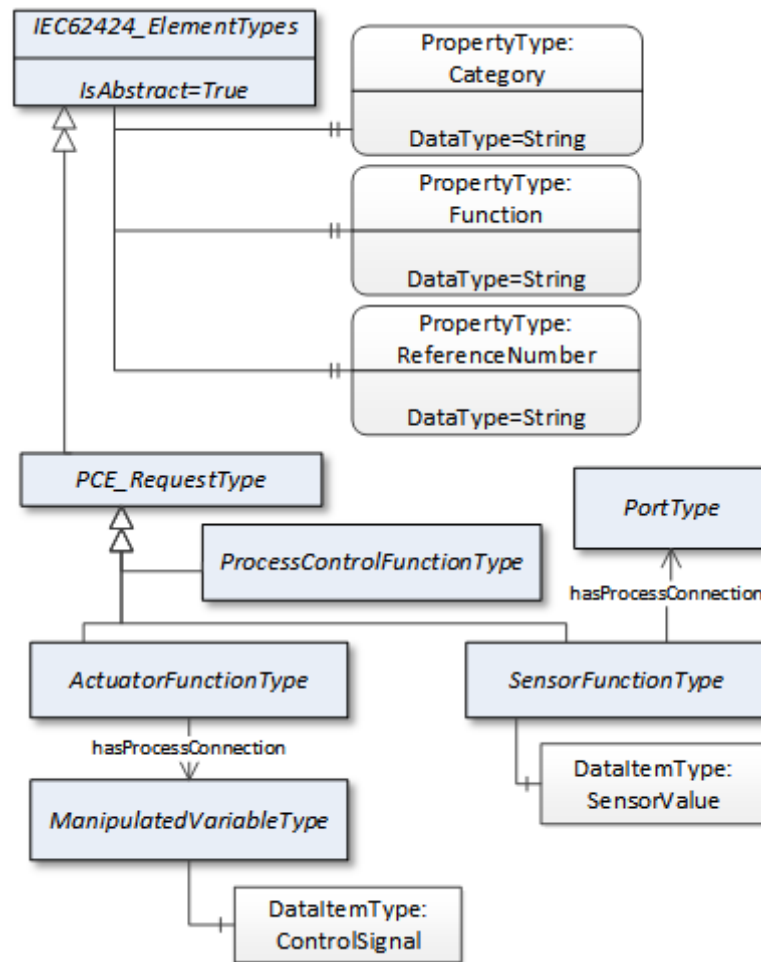 IEC62424_ElementTypes
IsAbstract=True
PropertyType:
Category
DataType=String
PropertyType:
Function
DataType=String
PropertyType:
ReferenceNumber
DataType=String
PCE_RequestType
PortType
ProcessControlFunctionType
hasProcessConnection
ActuatorFunctionType
SensorFunctionType
hasProcessConnection
DataItemType:
SensorValue
ManipulatedVariableType
DataItemType:
ControlSignal